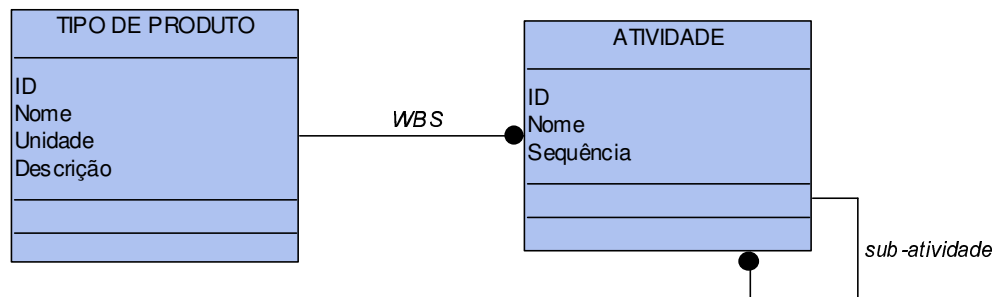 TIPO DE PRODUTO
ID
Nome
Unidade
Descrição
WBS
ATIVIDADE
ID
Nome
Sequência
sub-atividade